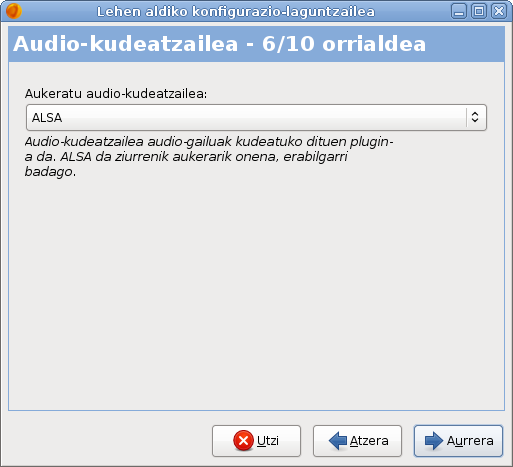 Lehen aldiko konfigurazio-laguntzailea
Audio-kudeatzailea - 6/10 orrialdea
Aukeratu audio-kudeatzailea:
ALSA
Audio-kudeatzailea audio-gailuak kudeatuko dituen plugin-
a da. ALSA da ziurrenik aukerarik onena, erabilgarri
badago.
Utzi
Atzera
Aurrera